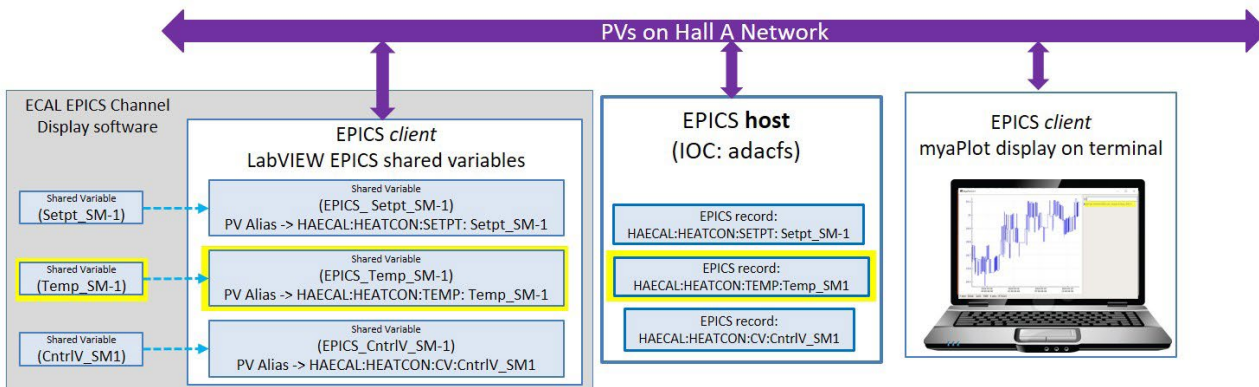 PVs on Hall A Network
ECAL EPICS Channel
Display software
Shared Variable
(Setpt_SM-1)
Shared Variable
(Temp_SM-1)
Shared Variable
(CntrlV_SM1)
EPICS client
LabVIEW EPICS shared variables
Shared Variable
(EPICS_ Setpt_SM-1)
PV Alias -> HAECAL:HEATCON:SETPT: Setpt_SM-1
Shared Variable
(EPICS_Temp_SM-1)
PV Alias -> HAECAL:HEATCON:TEMP: Temp_SM-1
Shared Variable
(EPICS_CntrlV_SM-1)
PV Alias -> HAECAL:HEATCON:CV:CntrlV_SM1
EPICS host
(IOC: adacfs)
EPICS record:
HAECAL:HEATCON:SETPT: Setpt_SM-1
EPICS record:
HAECAL:HEATCON:TEMP:Temp_SM1
EPICS record:
HAECAL:HEATCON:CV:CntrlV_SM1
EPICS client
myaPlot display on terminal